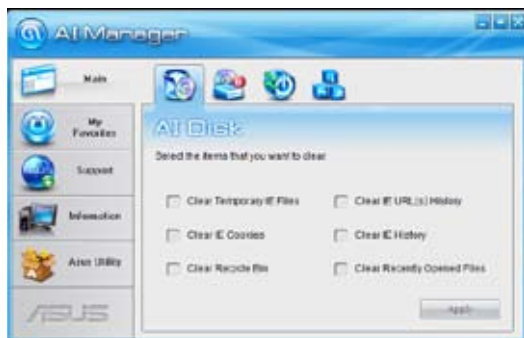 AI Manager
Main
My
Favorites
Support
Information
Asus Utility
ASUS
AI Disk
Select the items that you want to clear
Clear Temporary IE Files
Clear IE URL(s) History
Clear IE Cookies
Clear IE History
Clear Recycle Bin
Clear Recently Opened Files
Apply